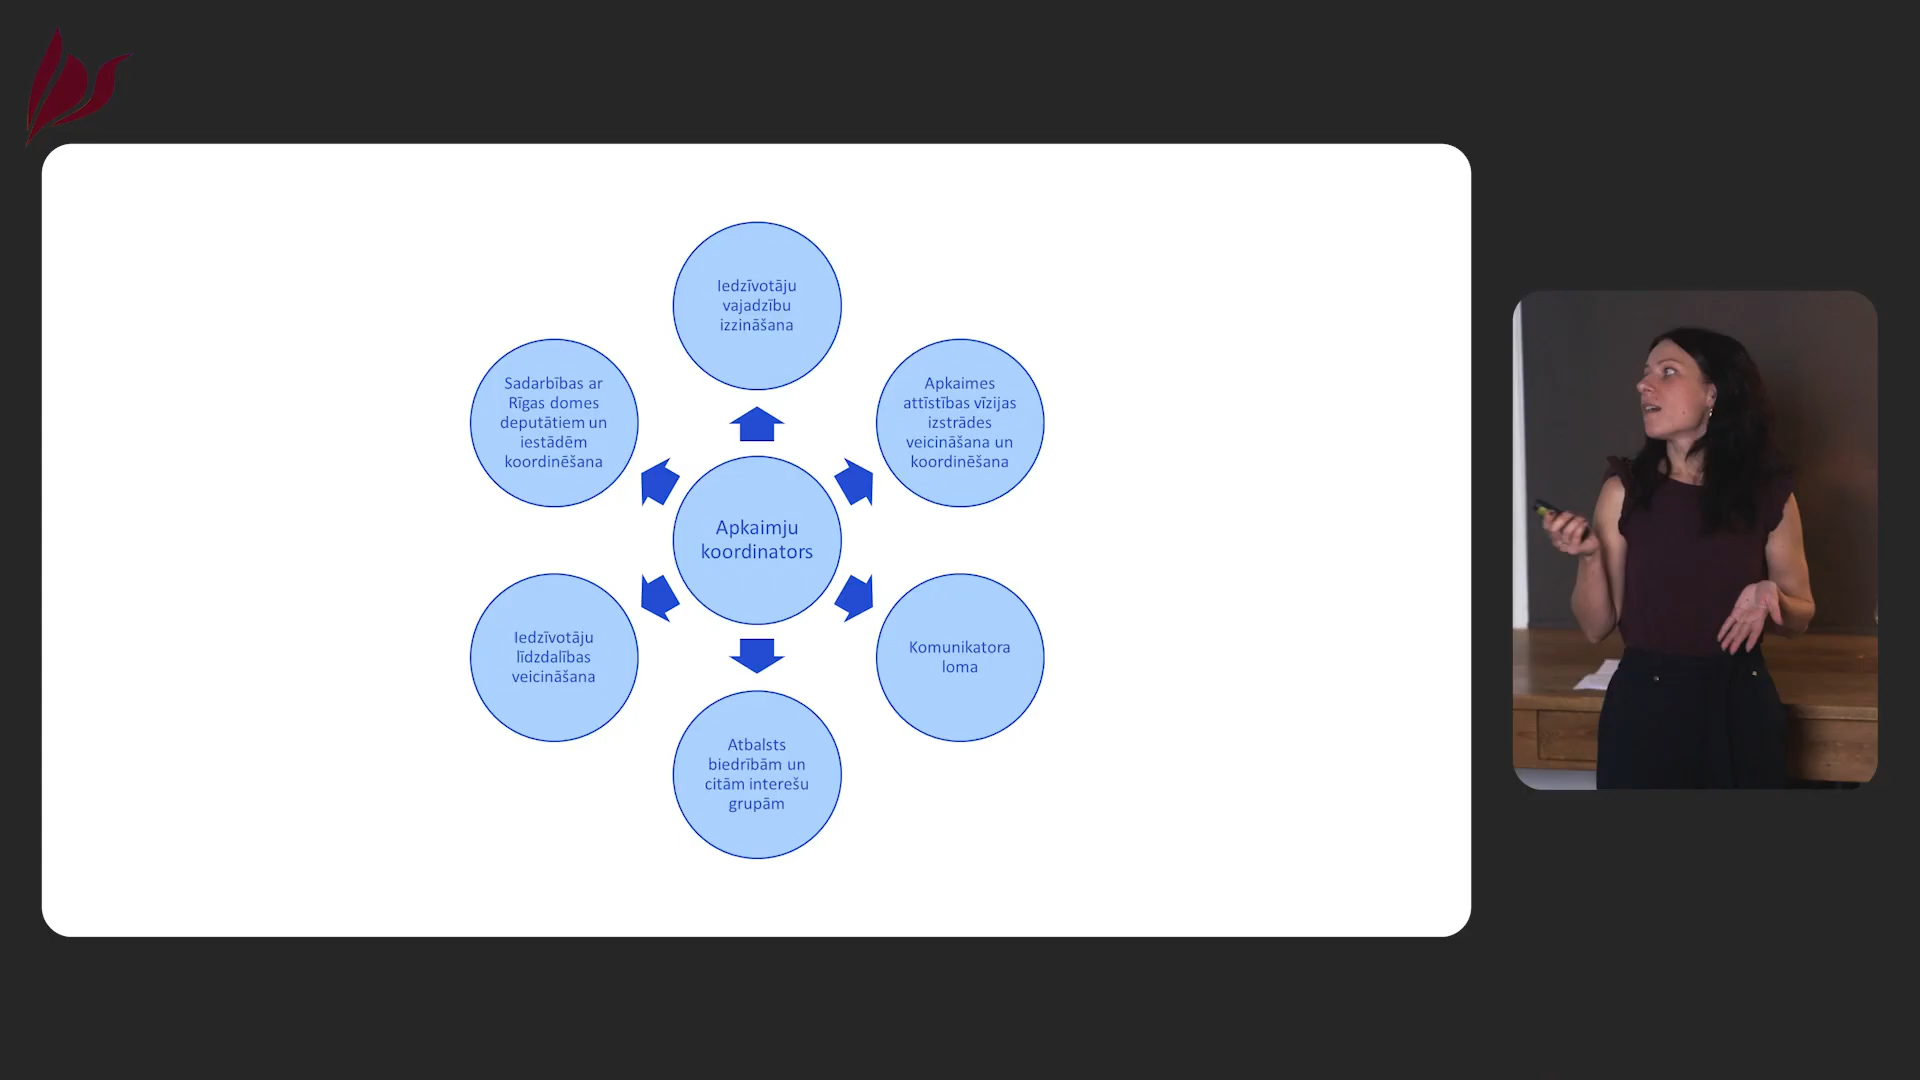 Iedzīvotāju
vajadzību
izzināšana
Apkaimes
attīstības vīzijas
izstrādes
veicināšana un
koordinēšana
Komunikatora
loma
Atbalsts
biedrībām un
citām interešu
grupām
Iedzīvotāju
līdzdalības
veicināšana
Sadarbības ar
Rīgas domes
deputātiem un
iestādēm
koordinēšana
Apkaimju
koordinators